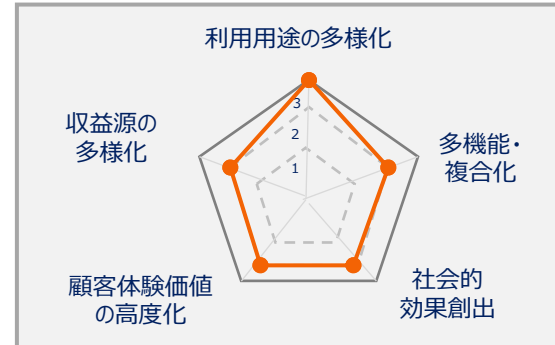 利用用途の多様化
3
2
1
収益源の
多様化
多機能・
複合化
顧客体験価値
の高度化
社会的
効果創出